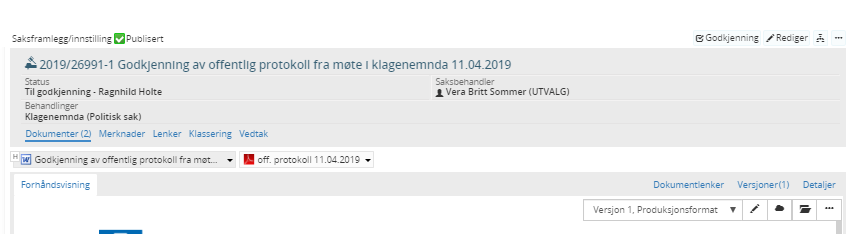 Saksframlegg/innstilling Publisert
Godkjenning Rediger
2019/26991-1 Godkjenning av offentlig protokoll fra møte i klagenemnda 11.04.2019
Status
Til godkjenning - Ragnhild Holte
Saksbehandler
Vera Britt Sommer (UTVALG)
Behandlinger
Klagenemnda (Politisk sak)
Dokumenter (2) Merknader Lenker Klassering Vedtak
H Godkjenning av offentlig protokoll fra møt... off. protokoll 11.04.2019
Forhåndsvisning Dokumentlenker Versjoner(1) Detaljer
Versjon 1, Produksjonsformat